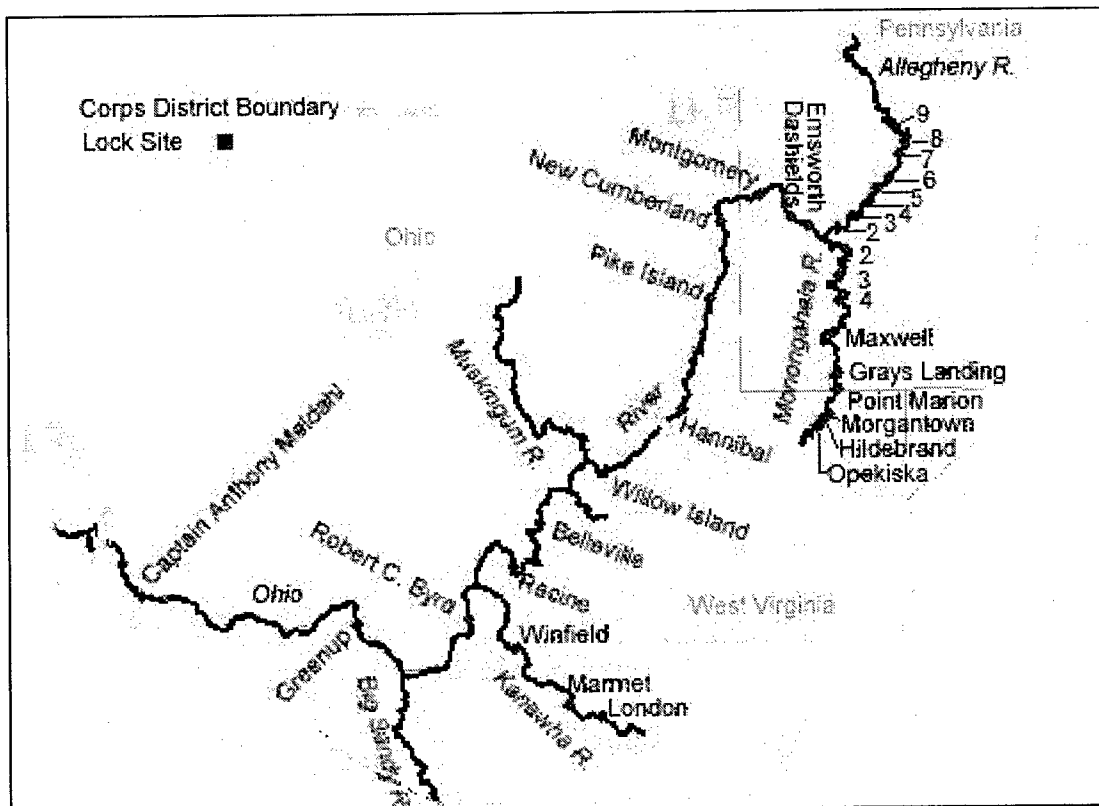 Pennsylvania
Allegheny R.
Corps District Boundary
Lock Site
9
8
7
6
5
4
3
2
Emsworth
Dashields
Montgomery
New Cumberland
Pike Island
Ohio
2
3
4
Monongahela R.
Maxwell
Grays Landing
Point Marion
Morgantown
Hildebrand
Opekiska
Muskingum R.
River
Hannibal
Willow Island
Belleville
Captain Anthony Meldahl
Robert C. Byrd
Racine
West Virginia
Ohio
Winfield
Greenup
Marmet
London
Kanawha R.
Big Sandy R.